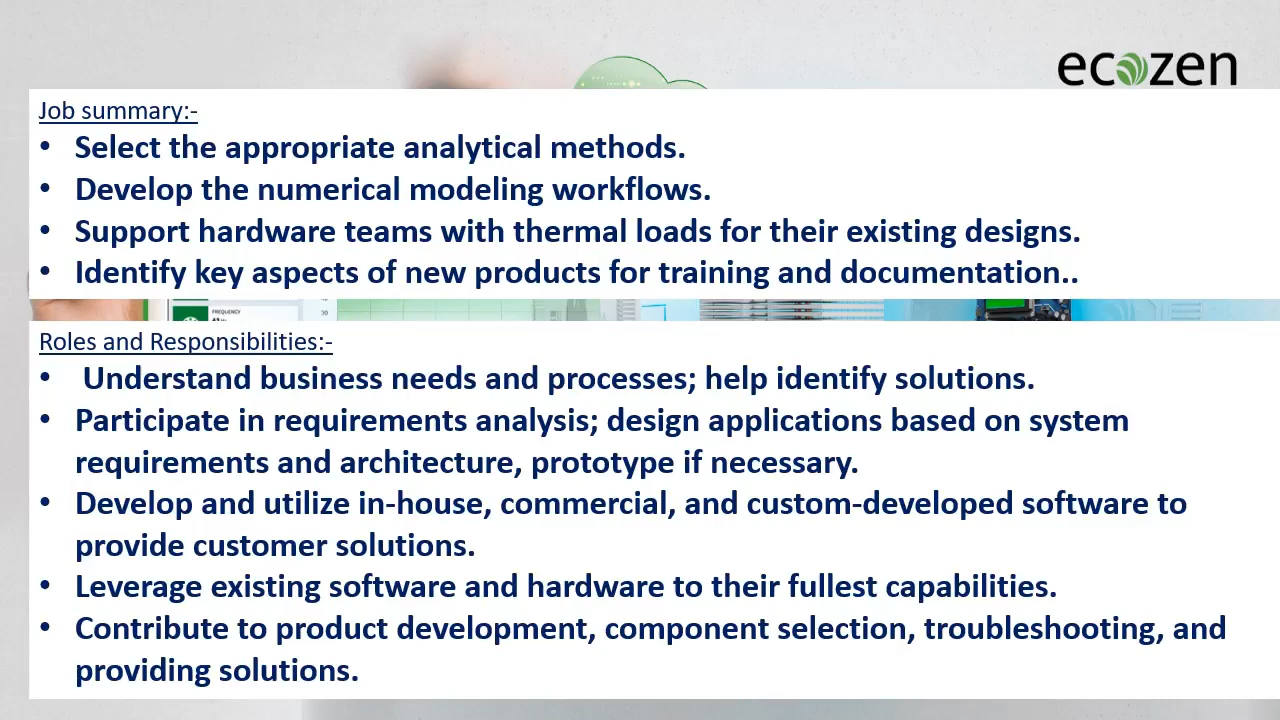 ecozen
Job summary:-
• Select the appropriate analytical methods.
• Develop the numerical modeling workflows.
• Support hardware teams with thermal loads for their existing designs.
• Identify key aspects of new products for training and documentation..
FREQUENCY
30
Roles and Responsibilities:-
• Understand business needs and processes; help identify solutions.
• Participate in requirements analysis; design applications based on system
requirements and architecture, prototype if necessary.
• Develop and utilize in-house, commercial, and custom-developed software to
provide customer solutions.
• Leverage existing software and hardware to their fullest capabilities.
• Contribute to product development, component selection, troubleshooting, and
providing solutions.